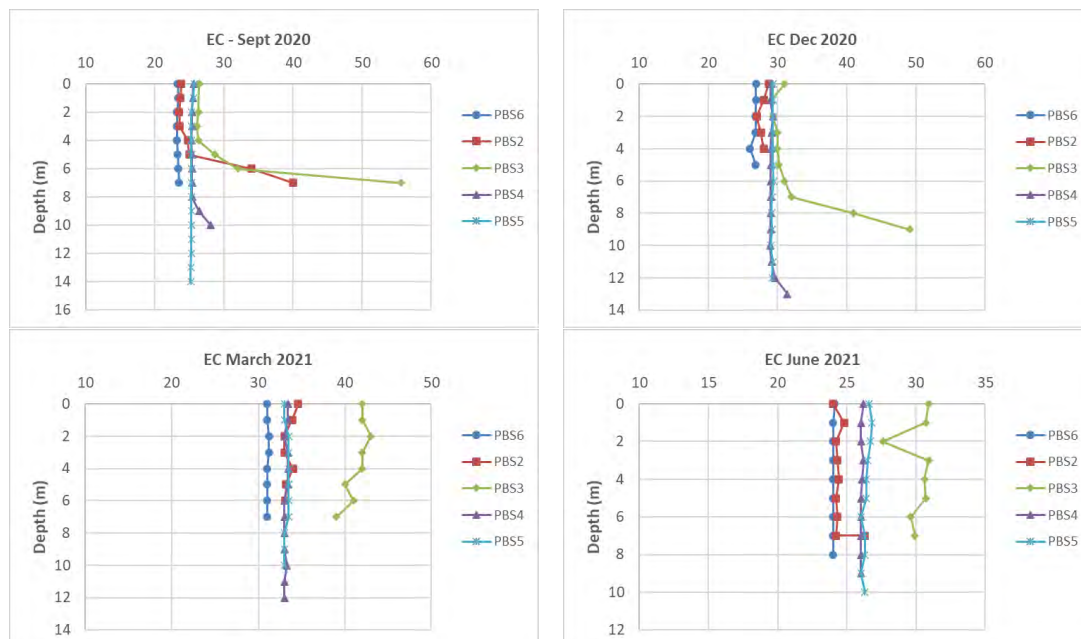 EC - Sept 2020
10 20 30 40 50 60
0
2
4
6
8
10
12
14
16
Depth (m)
PBS6
PBS2
PBS3
PBS4
PBS5
EC Dec 2020
10 20 30 40 50 60
0
2
4
6
8
10
12
14
Depth (m)
PBS6
PBS2
PBS3
PBS4
PBS5
EC March 2021
10 20 30 40 50
0
2
4
6
8
10
12
14
Depth (m)
PBS6
PBS2
PBS3
PBS4
PBS5
EC June 2021
10 15 20 25 30 35
0
2
4
6
8
10
12
Depth (m)
PBS6
PBS2
PBS3
PBS4
PBS5